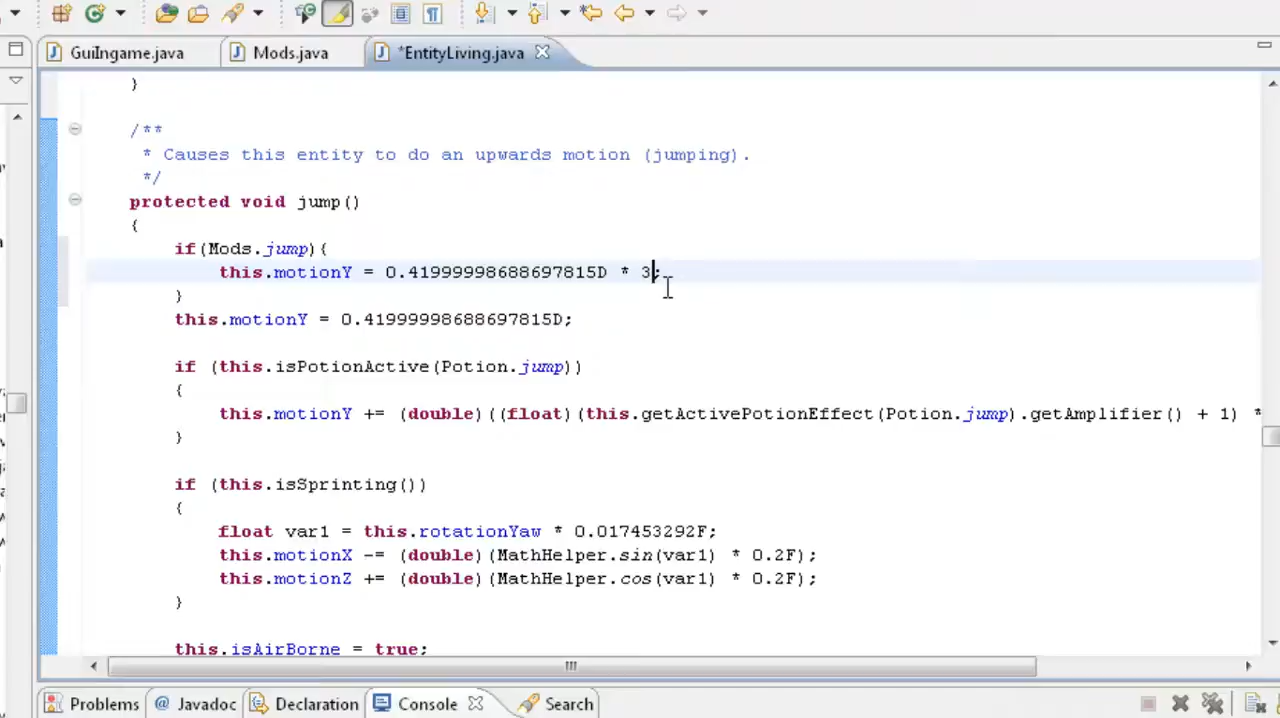 GuiIngame.java
Mods.java
*EntityLiving.java
}
/**
* Causes this entity to do an upwards motion (jumping).
*/
protected void jump()
{
if(Mods.jump){
this.motionY = 0.41999998688697815D * 3;
}
this.motionY = 0.41999998688697815D;
if (this.isPotionActive(Potion.jump))
{
this.motionY += (double)((float)(this.getActivePotionEffect(Potion.jump).getAmplifier() + 1) *
}
if (this.isSprinting())
{
float var1 = this.rotationYaw * 0.017453292F;
this.motionX -= (double)(MathHelper.sin(var1) * 0.2F);
this.motionZ += (double)(MathHelper.cos(var1) * 0.2F);
}
this.isAirBorne = true;
Problems @ Javadoc Declaration Console Search